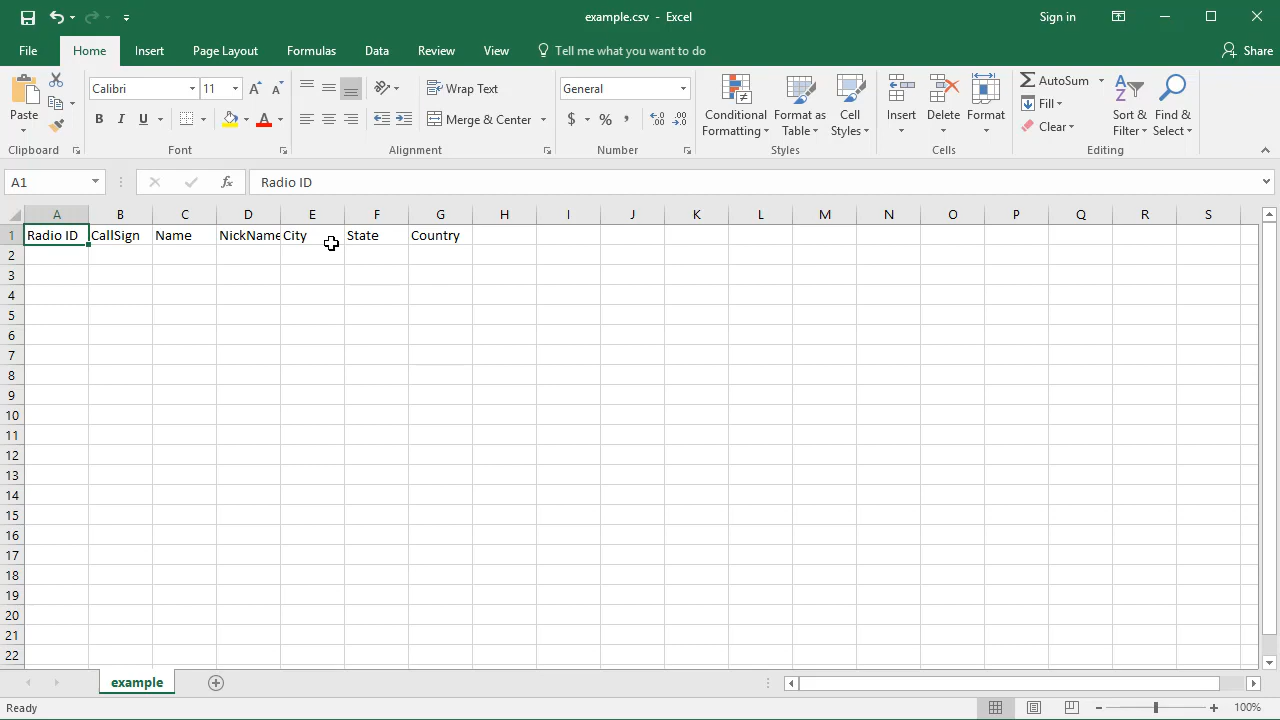 example.csv - Excel
Sign in
File Home Insert Page Layout Formulas Data Review View Tell me what you want to do Share
Calibri 11 Wrap Text General AutoSum
Paste B I U Merge & Center $ % , Conditional Formatting Format as Table Cell Styles Insert Delete Format Fill Clear Sort & Filter Find & Select
Clipboard Font Alignment Number Styles Cells Editing
A1 fx Radio ID
A B C D E F G H I J K L M N O P Q R S
1 Radio ID CallSign Name NickName City State Country
2
3
4
5
6
7
8
9
10
11
12
13
14
15
16
17
18
19
20
21
22
example
Ready 100%